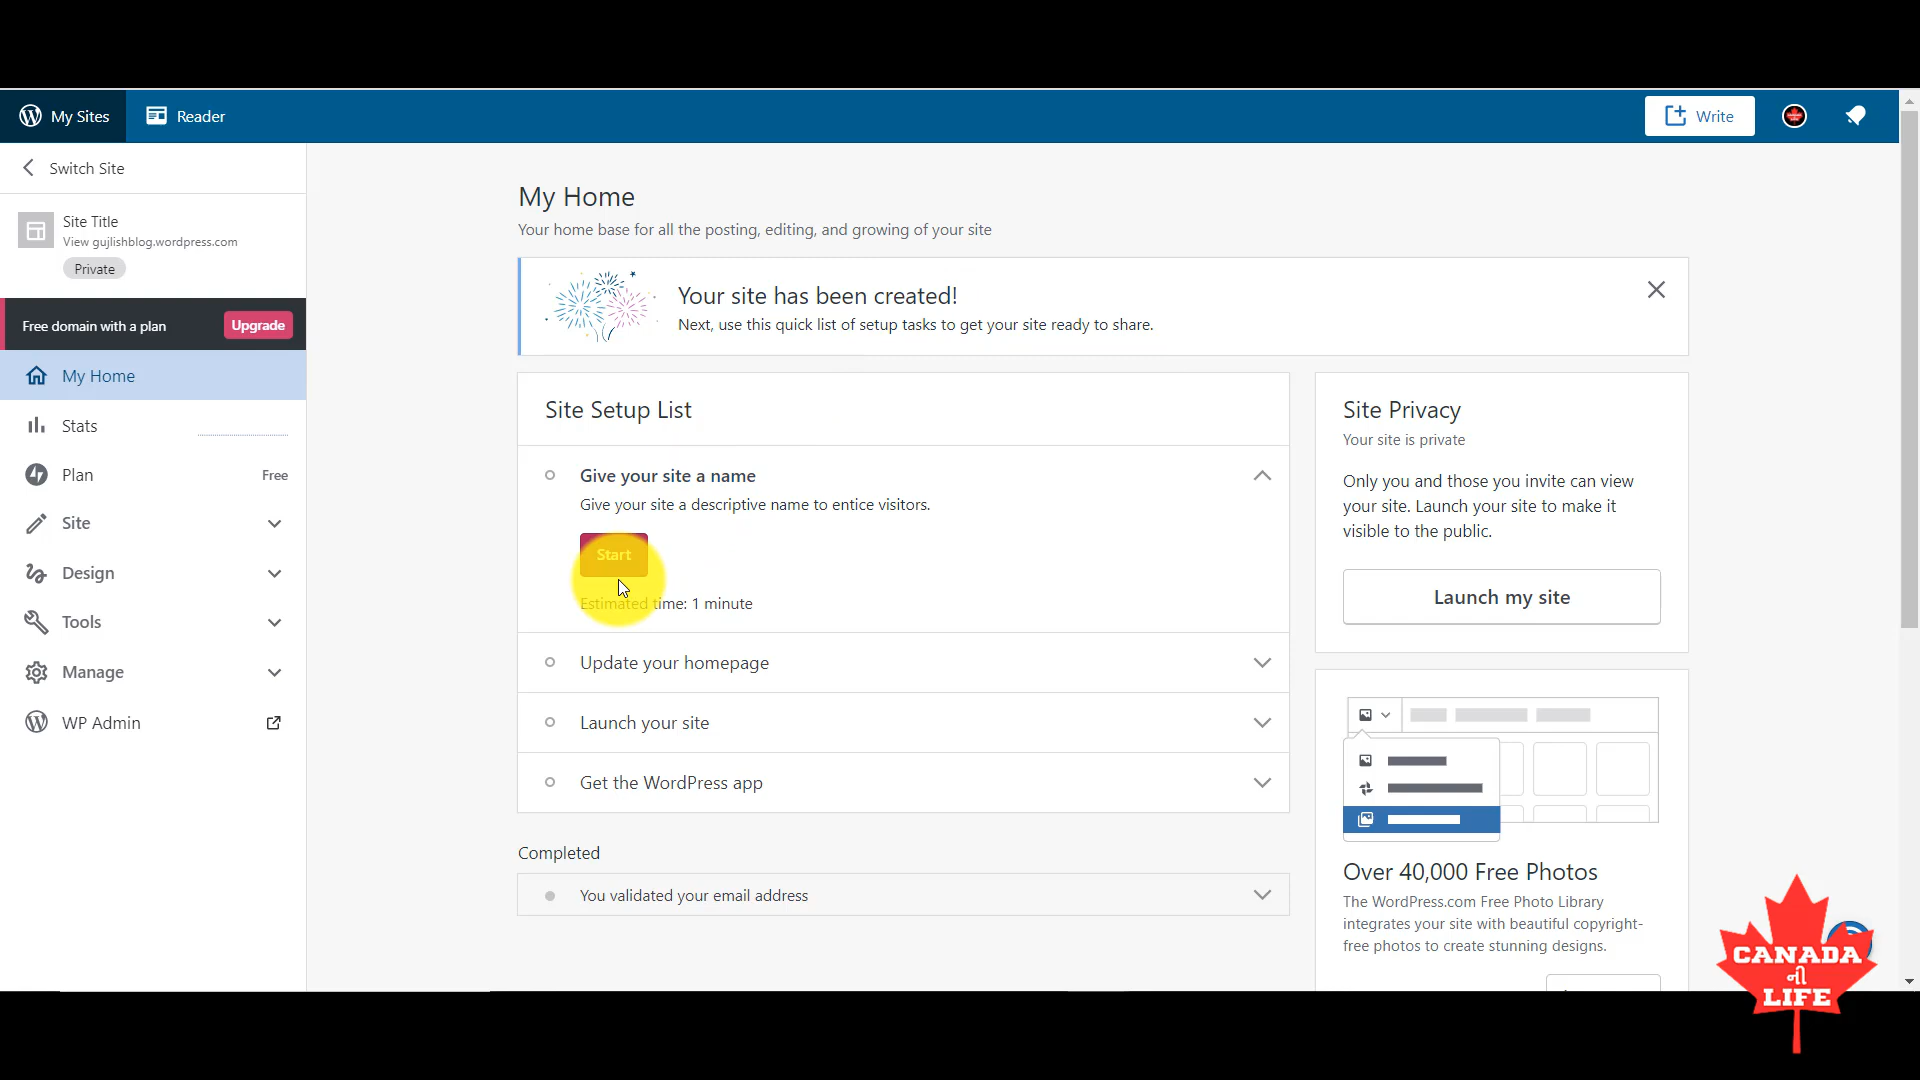 My Sites
Reader
Write
Switch Site
Site Title
View gujlishblog.wordpress.com
Private
Free domain with a plan
Upgrade
My Home
Stats
Plan
Free
Site
Design
Tools
Manage
WP Admin
My Home
Your home base for all the posting, editing, and growing of your site
Your site has been created!
Next, use this quick list of setup tasks to get your site ready to share.
Site Setup List
Give your site a name
Give your site a descriptive name to entice visitors.
Start
Estimated time: 1 minute
Update your homepage
Launch your site
Get the WordPress app
Completed
You validated your email address
Site Privacy
Your site is private
Only you and those you invite can view
your site. Launch your site to make it
visible to the public.
Launch my site
Over 40,000 Free Photos
The WordPress.com Free Photo Library
integrates your site with beautiful copyright-
free photos to create stunning designs.
CANADA
ની
LIFE